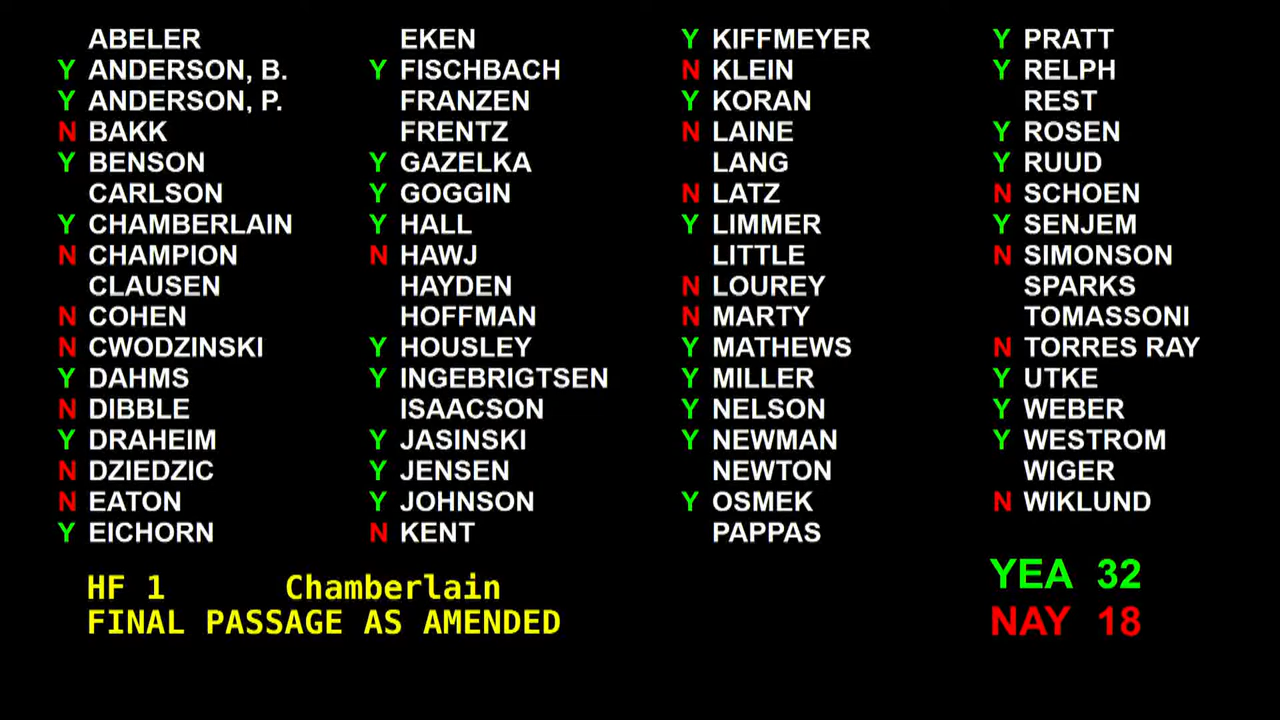 ABELER
Y ANDERSON, B.
Y ANDERSON, P.
N BAKK
Y BENSON
CARLSON
Y CHAMBERLAIN
N CHAMPION
CLAUSEN
N COHEN
N CWODZINSKI
Y DAHMS
N DIBBLE
Y DRAHEIM
N DZIEDZIC
N EATON
Y EICHORN
EKEN
Y FISCHBACH
FRANZEN
FRENTZ
Y GAZELKA
Y GOGGIN
Y HALL
N HAWJ
HAYDEN
HOFFMAN
Y HOUSLEY
Y INGEBRIGTSEN
ISAACSON
Y JASINSKI
Y JENSEN
Y JOHNSON
N KENT
Y KIFFMEYER
N KLEIN
Y KORAN
N LAINE
LANG
N LATZ
Y LIMMER
LITTLE
N LOUREY
N MARTY
Y MATHEWS
Y MILLER
Y NELSON
Y NEWMAN
NEWTON
Y OSMEK
PAPPAS
Y PRATT
Y RELPH
REST
Y ROSEN
Y RUUD
N SCHOEN
Y SENJEM
N SIMONSON
SPARKS
TOMASSONI
N TORRES RAY
Y UTKE
Y WEBER
Y WESTROM
WIGER
N WIKLUND
HF 1 Chamberlain
FINAL PASSAGE AS AMENDED
YEA 32
NAY 18